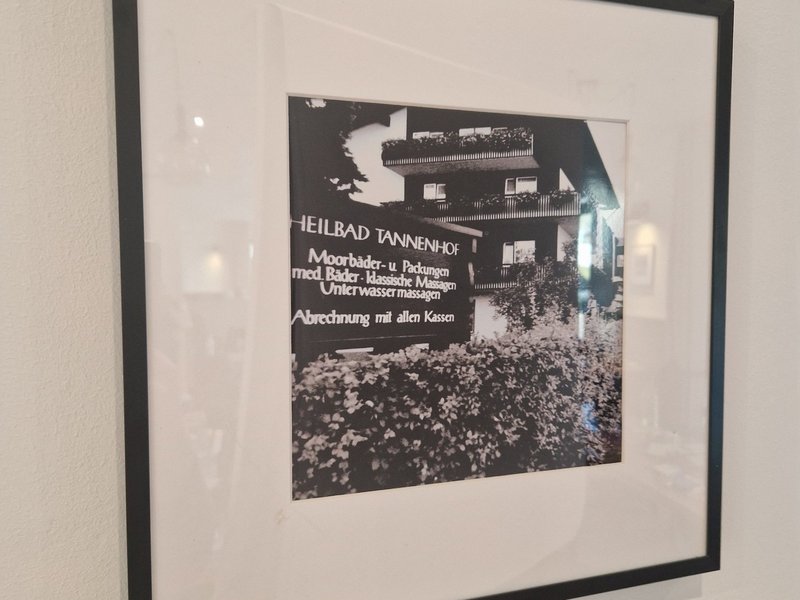 HEILBAD TANNENHOF
Moorbäder- u. Packungen
med. Bäder · klassische Massagen
Unterwassermassagen
Abrechnung mit allen Kassen